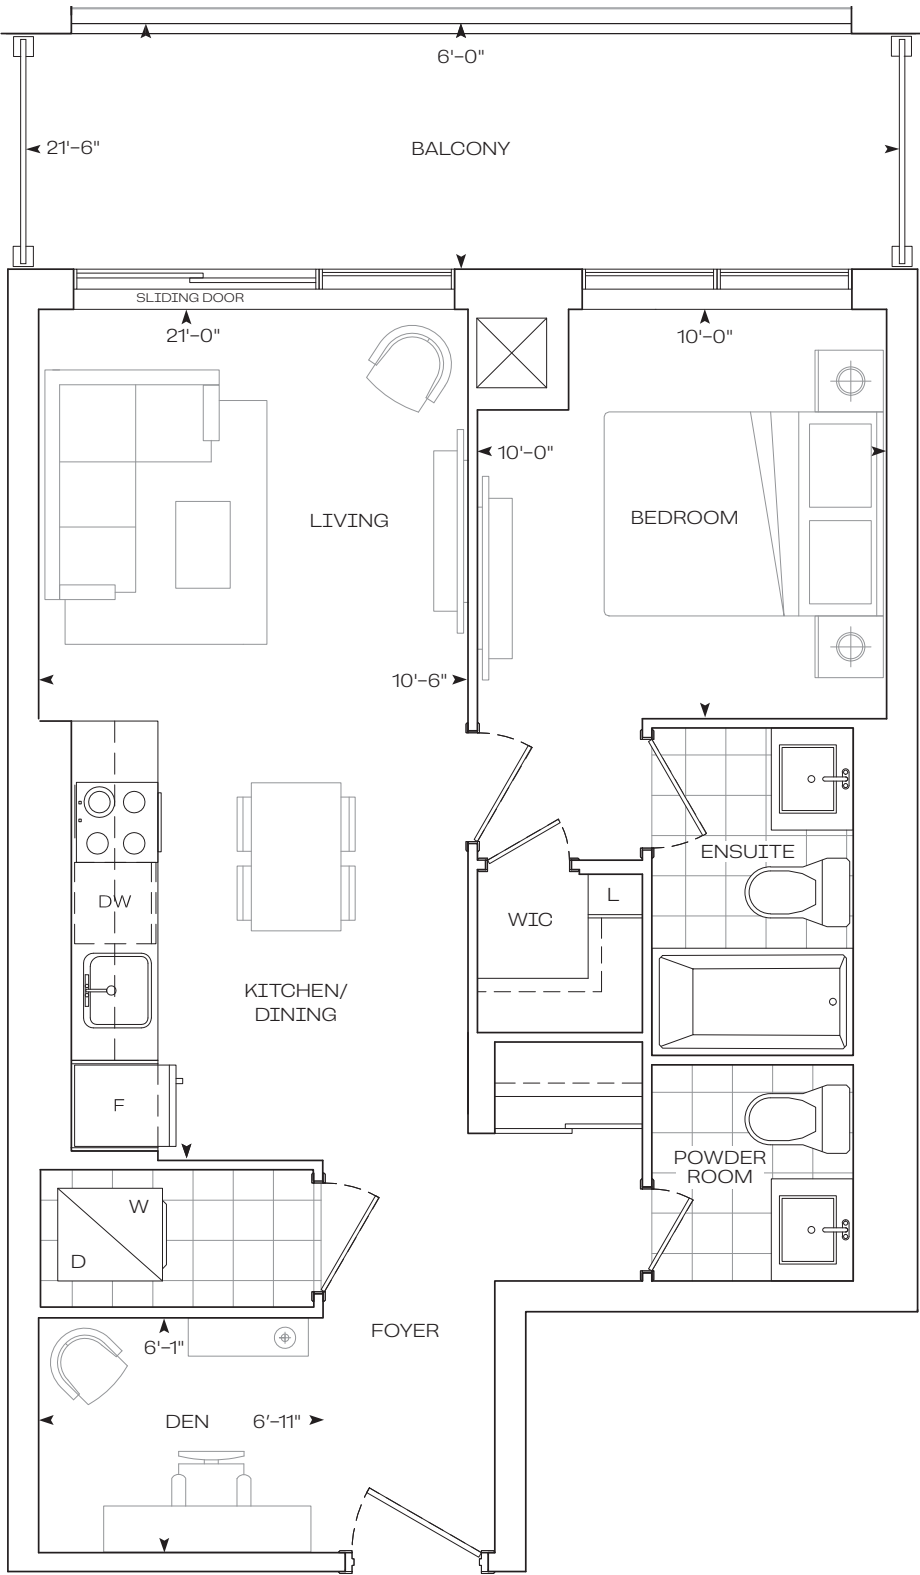 6'-0"
21'-6"
BALCONY
SLIDING DOOR
21'-0"
10'-0"
10'-0"
LIVING
BEDROOM
10'-6"
ENSUITE
DW
WIC
L
KITCHEN/
DINING
F
POWDER
ROOM
W
D
FOYER
6'-1"
DEN
6'-11"